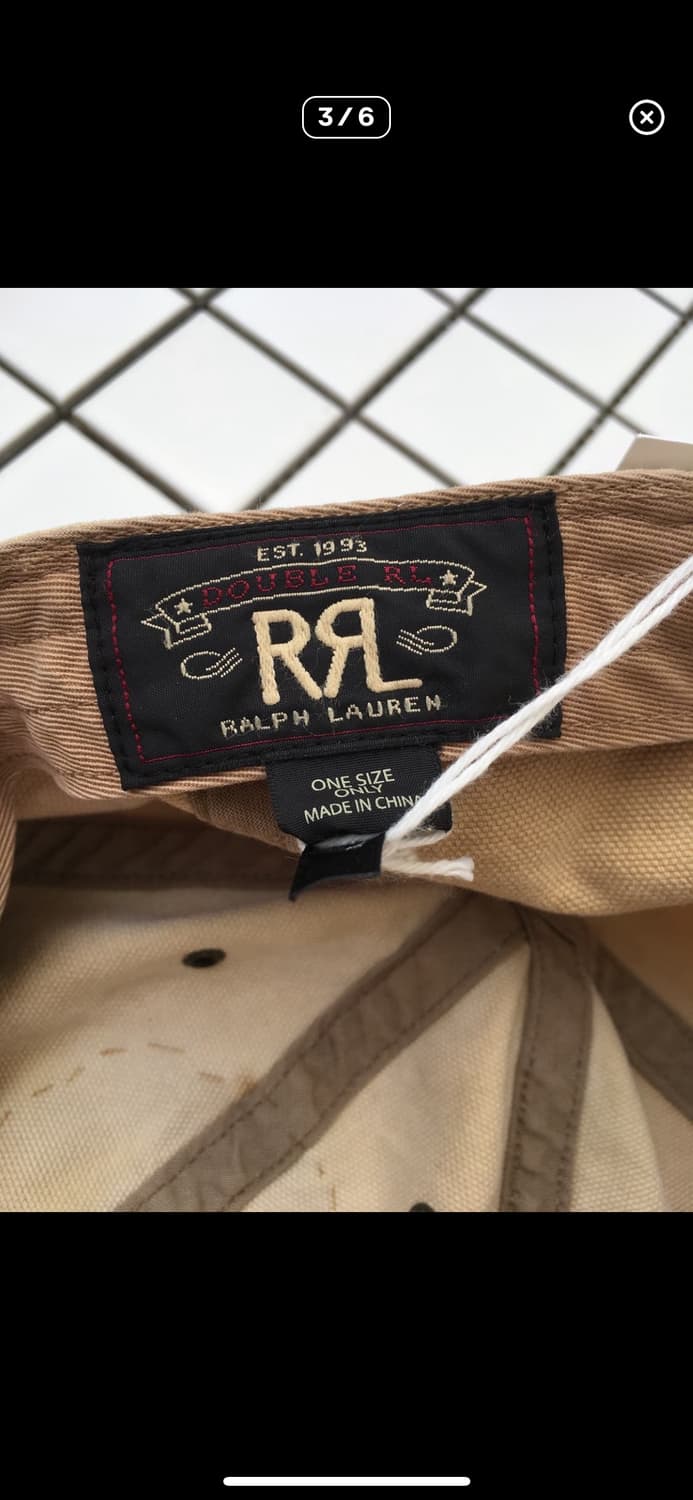 3/6
EST. 1993
DOUBLE RL
RRL
RALPH LAUREN
ONE SIZE
ONLY
MADE IN CHINA